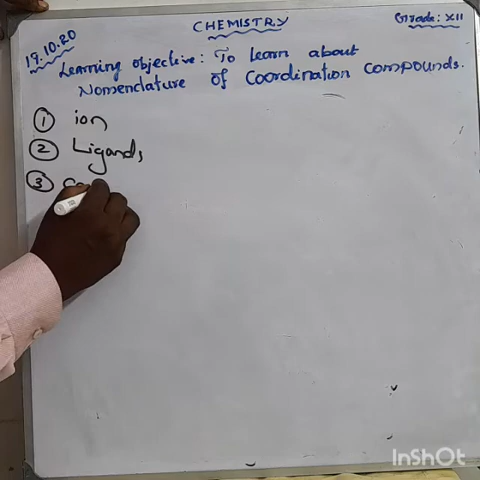 19.10.20
CHEMISTRY
Grade: XII
Learning objective: To learn about
Nomenclature of Coordination Compounds.
① ion
② Ligands
③
InShOt